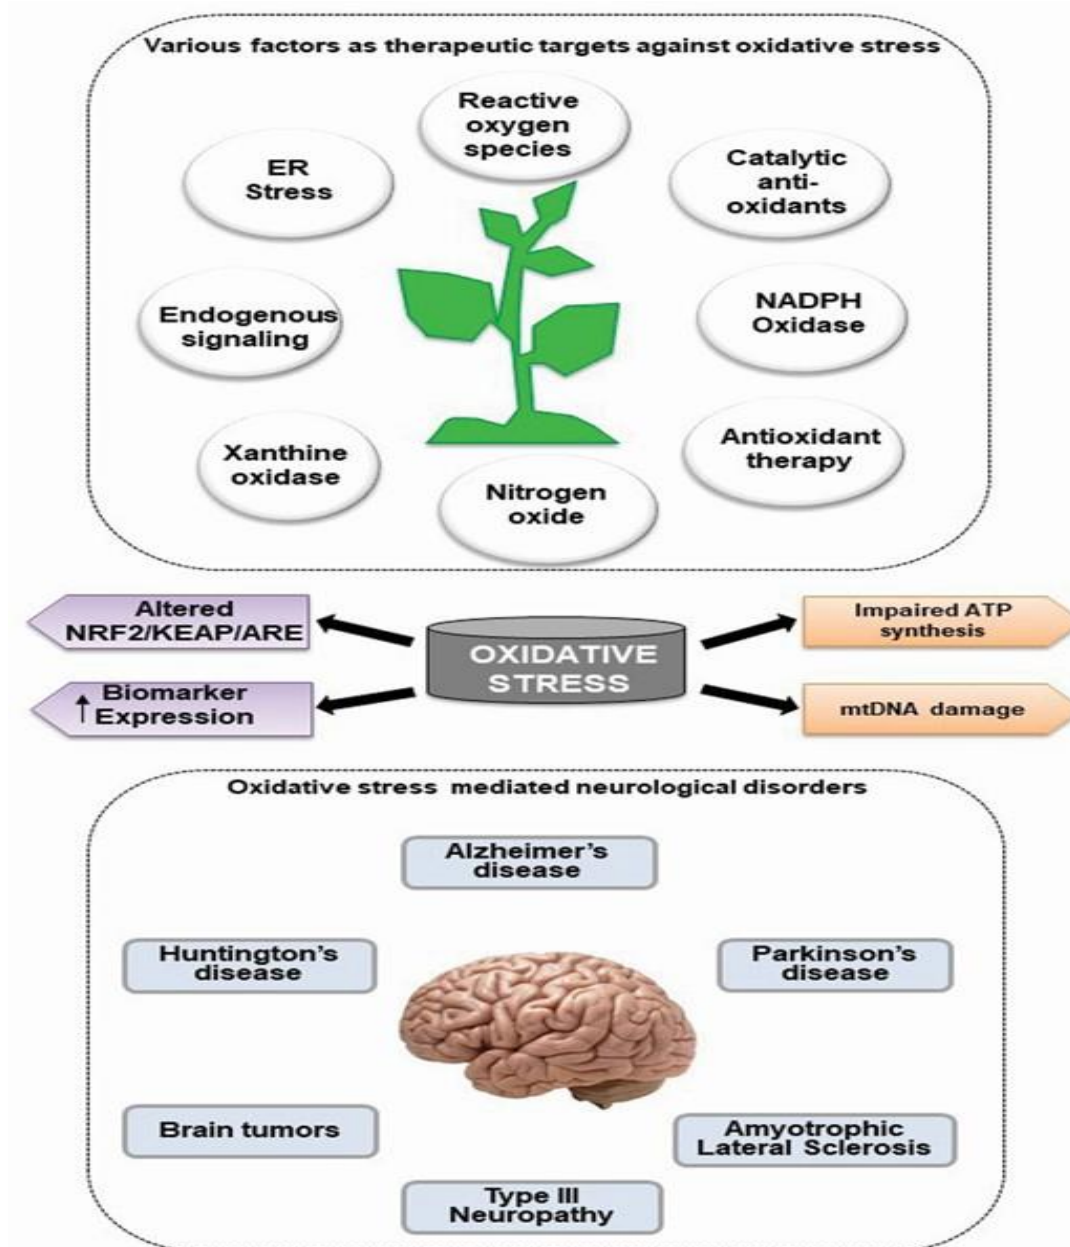 Various factors as therapeutic targets against oxidative stress
Reactive
oxygen
species
ER
Stress
Catalytic
anti-
oxidants
Endogenous
signaling
NADPH
Oxidase
Xanthine
oxidase
Antioxidant
therapy
Nitrogen
oxide
Altered
NRF2/KEAP/ARE
Impaired ATP
synthesis
OXIDATIVE
STRESS
↑ Biomarker
Expression
mtDNA damage
Oxidative stress mediated neurological disorders
Alzheimer's
disease
Huntington's
disease
Parkinson's
disease
Brain tumors
Amyotrophic
Lateral Sclerosis
Type III
Neuropathy